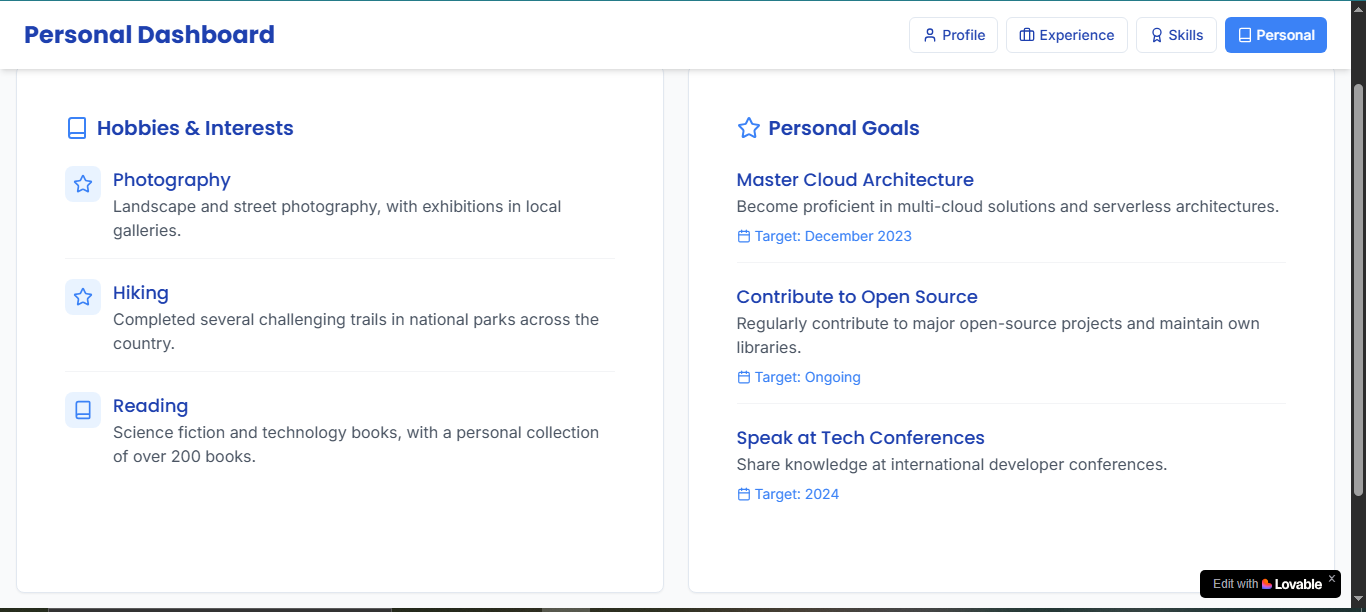 Personal Dashboard
Profile
Experience
Skills
Personal
Hobbies & Interests
Photography
Landscape and street photography, with exhibitions in local
galleries.
Hiking
Completed several challenging trails in national parks across the
country.
Reading
Science fiction and technology books, with a personal collection
of over 200 books.
Personal Goals
Master Cloud Architecture
Become proficient in multi-cloud solutions and serverless architectures.
Target: December 2023
Contribute to Open Source
Regularly contribute to major open-source projects and maintain own
libraries.
Target: Ongoing
Speak at Tech Conferences
Share knowledge at international developer conferences.
Target: 2024
Edit with Lovable